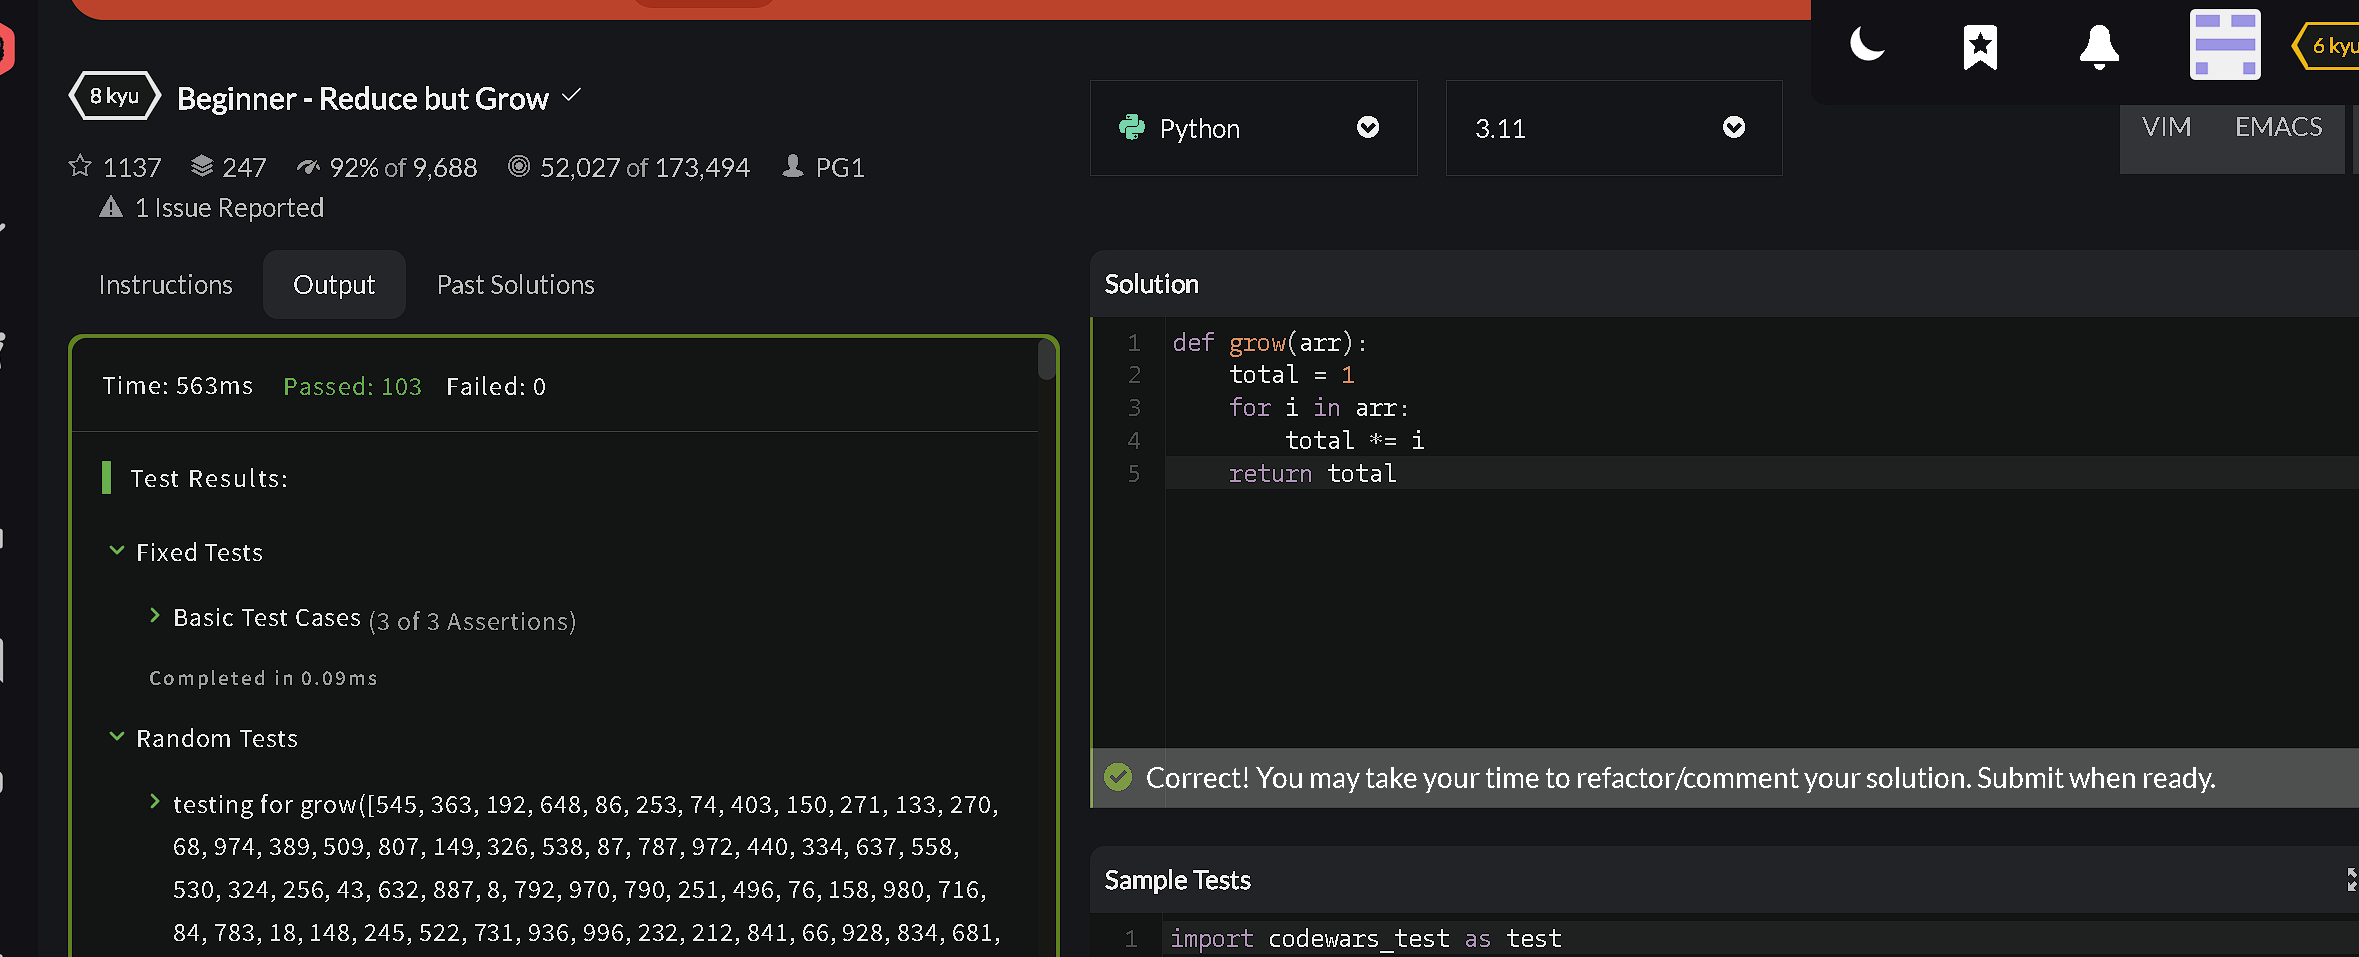 8 kyu Beginner - Reduce but Grow
1137 247 92% of 9,688 52,027 of 173,494 PG1
1 Issue Reported
Instructions Output Past Solutions
Time: 563ms Passed: 103 Failed: 0
Test Results:
Fixed Tests
Basic Test Cases (3 of 3 Assertions)
Completed in 0.09ms
Random Tests
testing for grow([545, 363, 192, 648, 86, 253, 74, 403, 150, 271, 133, 270,
68, 974, 389, 509, 807, 149, 326, 538, 87, 787, 972, 440, 334, 637, 558,
530, 324, 256, 43, 632, 887, 8, 792, 970, 790, 251, 496, 76, 158, 980, 716,
84, 783, 18, 148, 245, 522, 731, 936, 996, 232, 212, 841, 66, 928, 834, 681,
6 kyu
Python 3.11 VIM EMACS
Solution
1 def grow(arr):
2 total = 1
3 for i in arr:
4 total *= i
5 return total
Correct! You may take your time to refactor/comment your solution. Submit when ready.
Sample Tests
1 import codewars_test as test